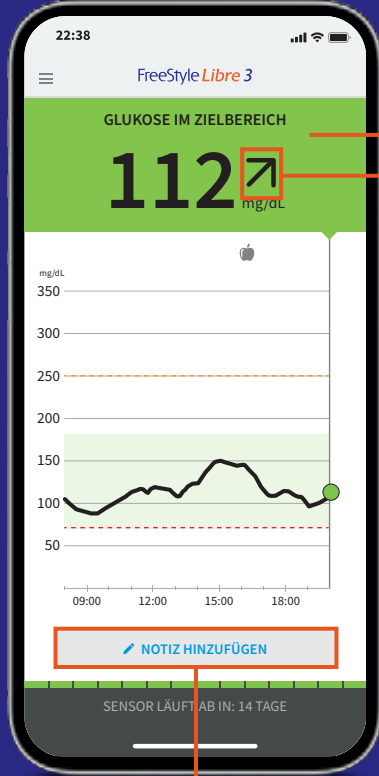 22:38
FreeStyle Libre 3
GLUKOSE IM ZIELBEREICH
112
mg/dL
mg/dL
350
300
250
200
150
100
50
09:00 12:00 15:00 18:00
NOTIZ HINZUFÜGEN
SENSOR LÄUFT AB IN: 14 TAGE